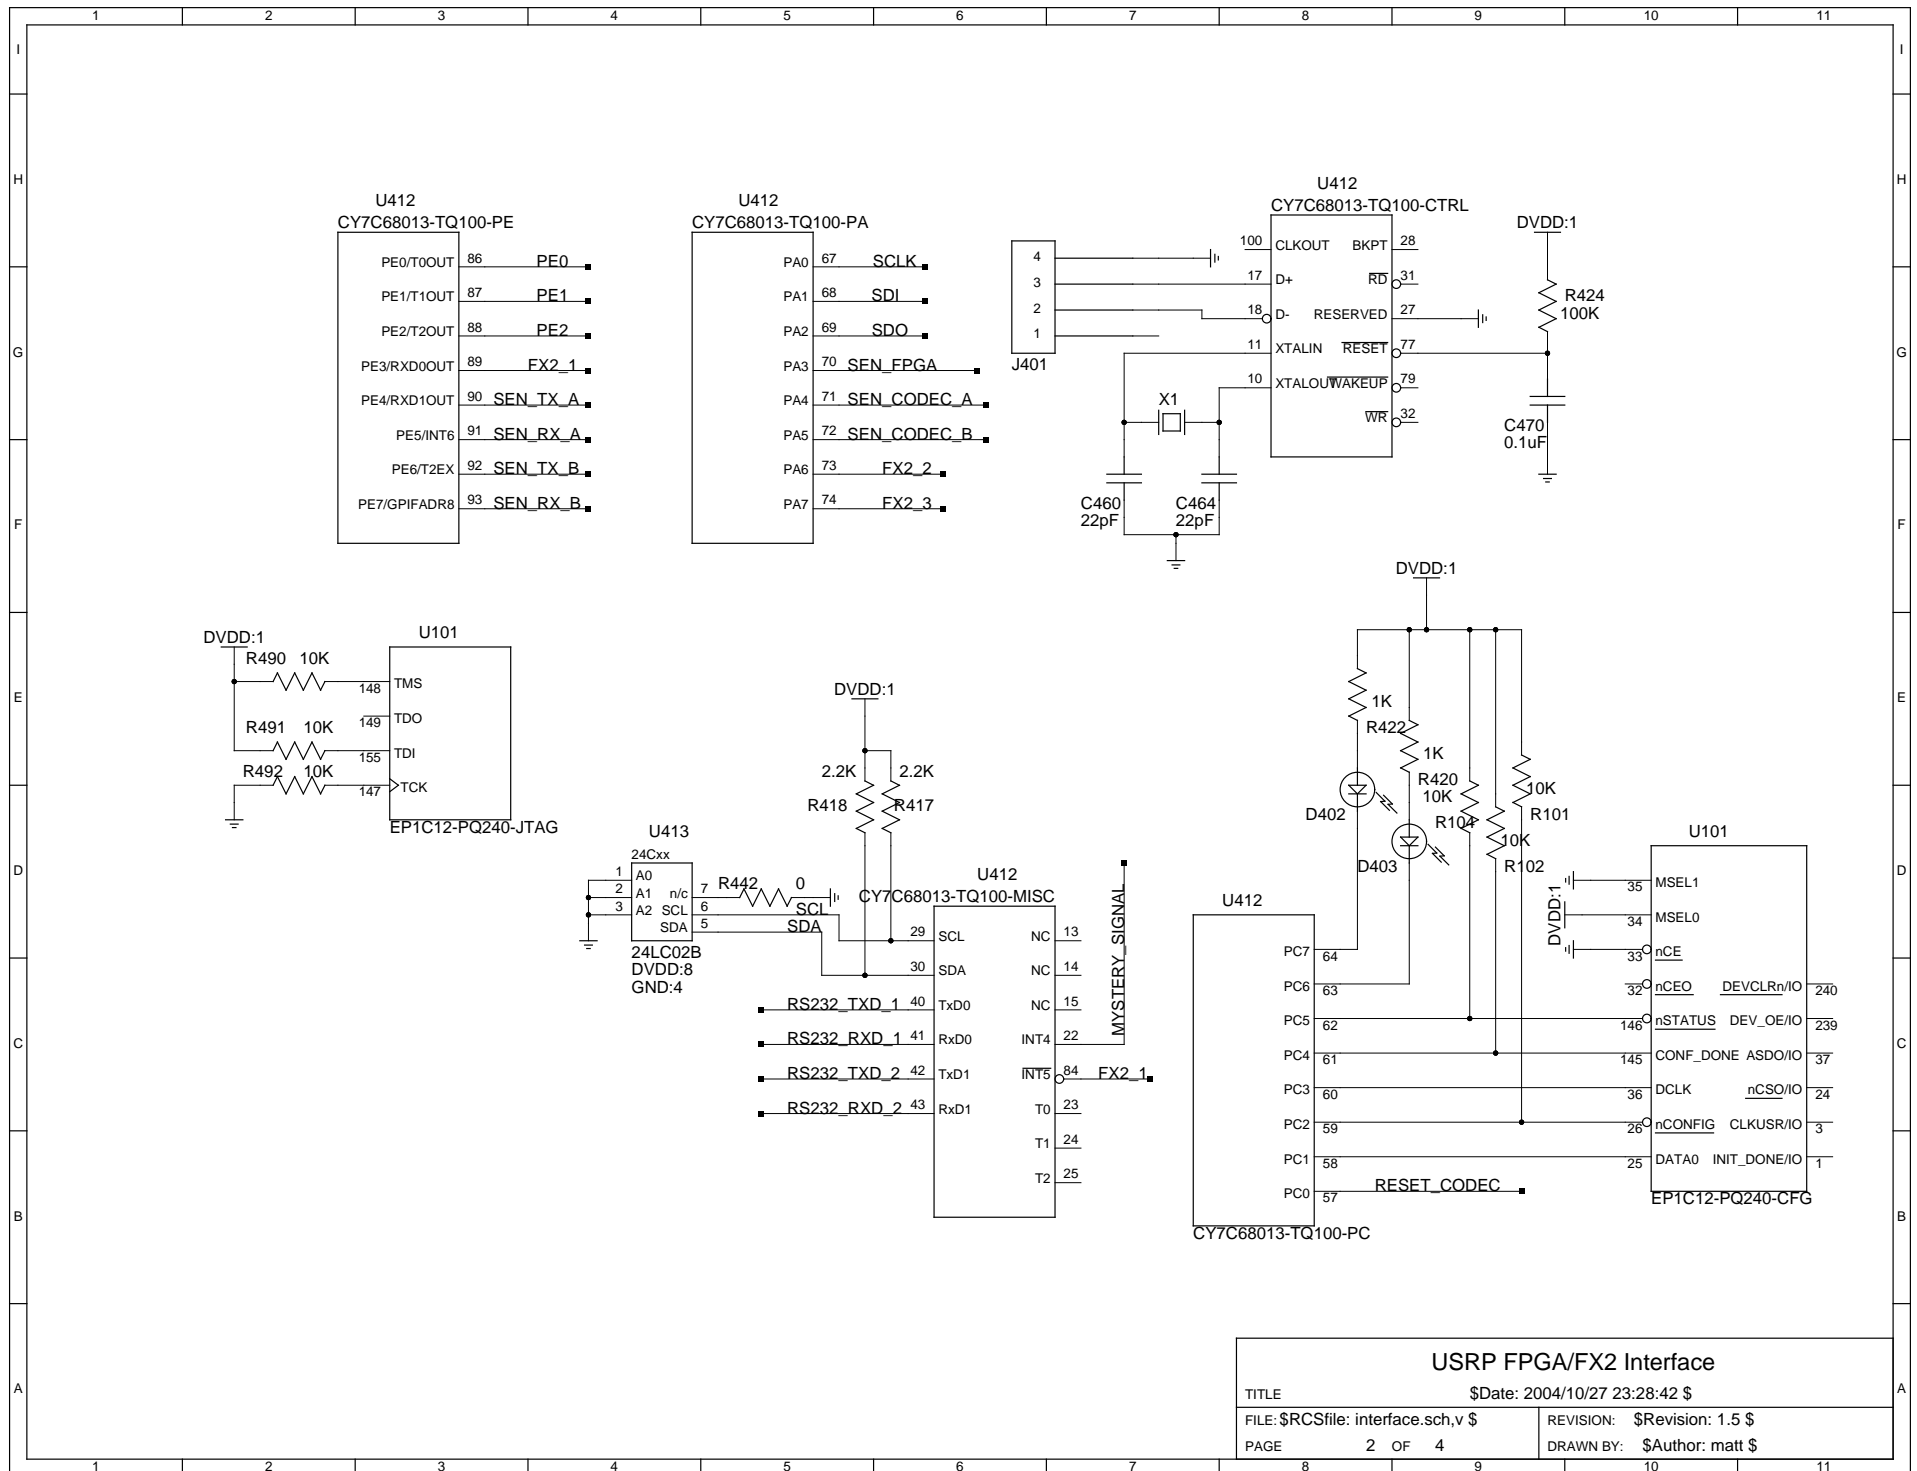 1 2 3 4 5 6 7 8 9 10 11
I I
H H
G G
F F
E E
D D
C C
B B
A A
U412
CY7C68013-TQ100-PE
PE0/T0OUT 86 PE0
PE1/T1OUT 87 PE1
PE2/T2OUT 88 PE2
PE3/RXD0OUT 89 FX2_1
PE4/RXD1OUT 90 SEN_TX_A
PE5/INT6 91 SEN_RX_A
PE6/T2EX 92 SEN_TX_B
PE7/GPIFADR8 93 SEN_RX_B
U412
CY7C68013-TQ100-PA
PA0 67 SCLK
PA1 68 SDI
PA2 69 SDO
PA3 70 SEN_FPGA
PA4 71 SEN_CODEC_A
PA5 72 SEN_CODEC_B
PA6 73 FX2_2
PA7 74 FX2_3
4
3
2
1
J401
U412
CY7C68013-TQ100-CTRL
100 CLKOUT BKPT 28
17 D+ RD 31
18 D- RESERVED 27
11 XTALIN RESET 77
10 XTALOUT WAKEUP 79
WR 32
X1
C460
22pF
C464
22pF
DVDD:1
R424
100K
C470
0.1uF
DVDD:1
R490 10K
R491 10K
R492 10K
U101
148 TMS
149 TDO
155 TDI
147 TCK
EP1C12-PQ240-JTAG
DVDD:1
2.2K 2.2K
R418 R417
U413
24Cxx
1 A0
2 A1 n/c 7
3 A2 SCL 6
SDA 5
24LC02B
DVDD:8
GND:4
R442 0
SCL
SDA
U412
CY7C68013-TQ100-MISC
29 SCL NC 13
30 SDA NC 14
RS232_TXD_1 40 TxD0 NC 15
RS232_RXD_1 41 RxD0 INT4 22
RS232_TXD_2 42 TxD1 INT5 84 FX2_1
RS232_RXD_2 43 RxD1 T0 23
T1 24
T2 25
MYSTERY_SIGNAL
DVDD:1
1K
R422
1K
R420
10K
R104
10K
R101
10K
R102
D402
D403
U412
PC7 64
PC6 63
PC5 62
PC4 61
PC3 60
PC2 59
PC1 58
PC0 57 RESET_CODEC
CY7C68013-TQ100-PC
U101
DVDD:1
35 MSEL1
34 MSEL0
33 nCE
32 nCEO DEVCLRn/IO 240
146 nSTATUS DEV_OE/IO 239
145 CONF_DONE ASDO/IO 37
36 DCLK nCSO/IO 24
26 nCONFIG CLKUSR/IO 3
25 DATA0 INIT_DONE/IO 1
EP1C12-PQ240-CFG
USRP FPGA/FX2 Interface
TITLE $Date: 2004/10/27 23:28:42 $
FILE: $RCSfile: interface.sch,v $ REVISION: $Revision: 1.5 $
PAGE 2 OF 4 DRAWN BY: $Author: matt $
1 2 3 4 5 6 7 8 9 10 11